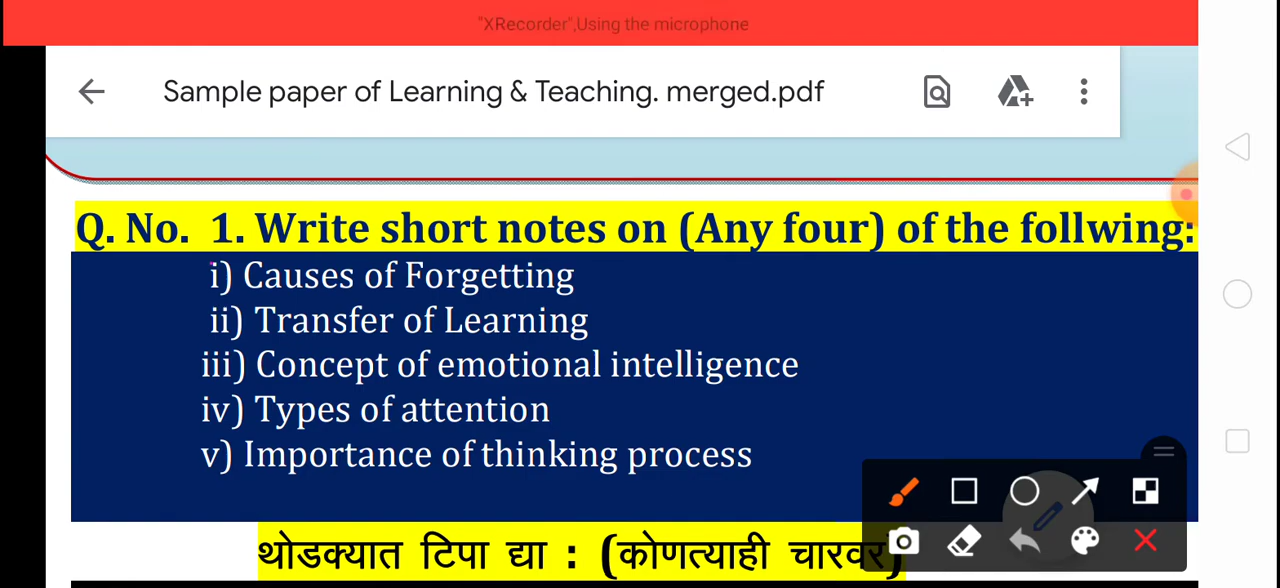 "XRecorder",Using the microphone
Sample paper of Learning & Teaching. merged.pdf
Q. No. 1. Write short notes on (Any four) of the follwing:
i) Causes of Forgetting
ii) Transfer of Learning
iii) Concept of emotional intelligence
iv) Types of attention
v) Importance of thinking process
थोडक्यात टिपा द्या : (कोणत्याही चारवर)